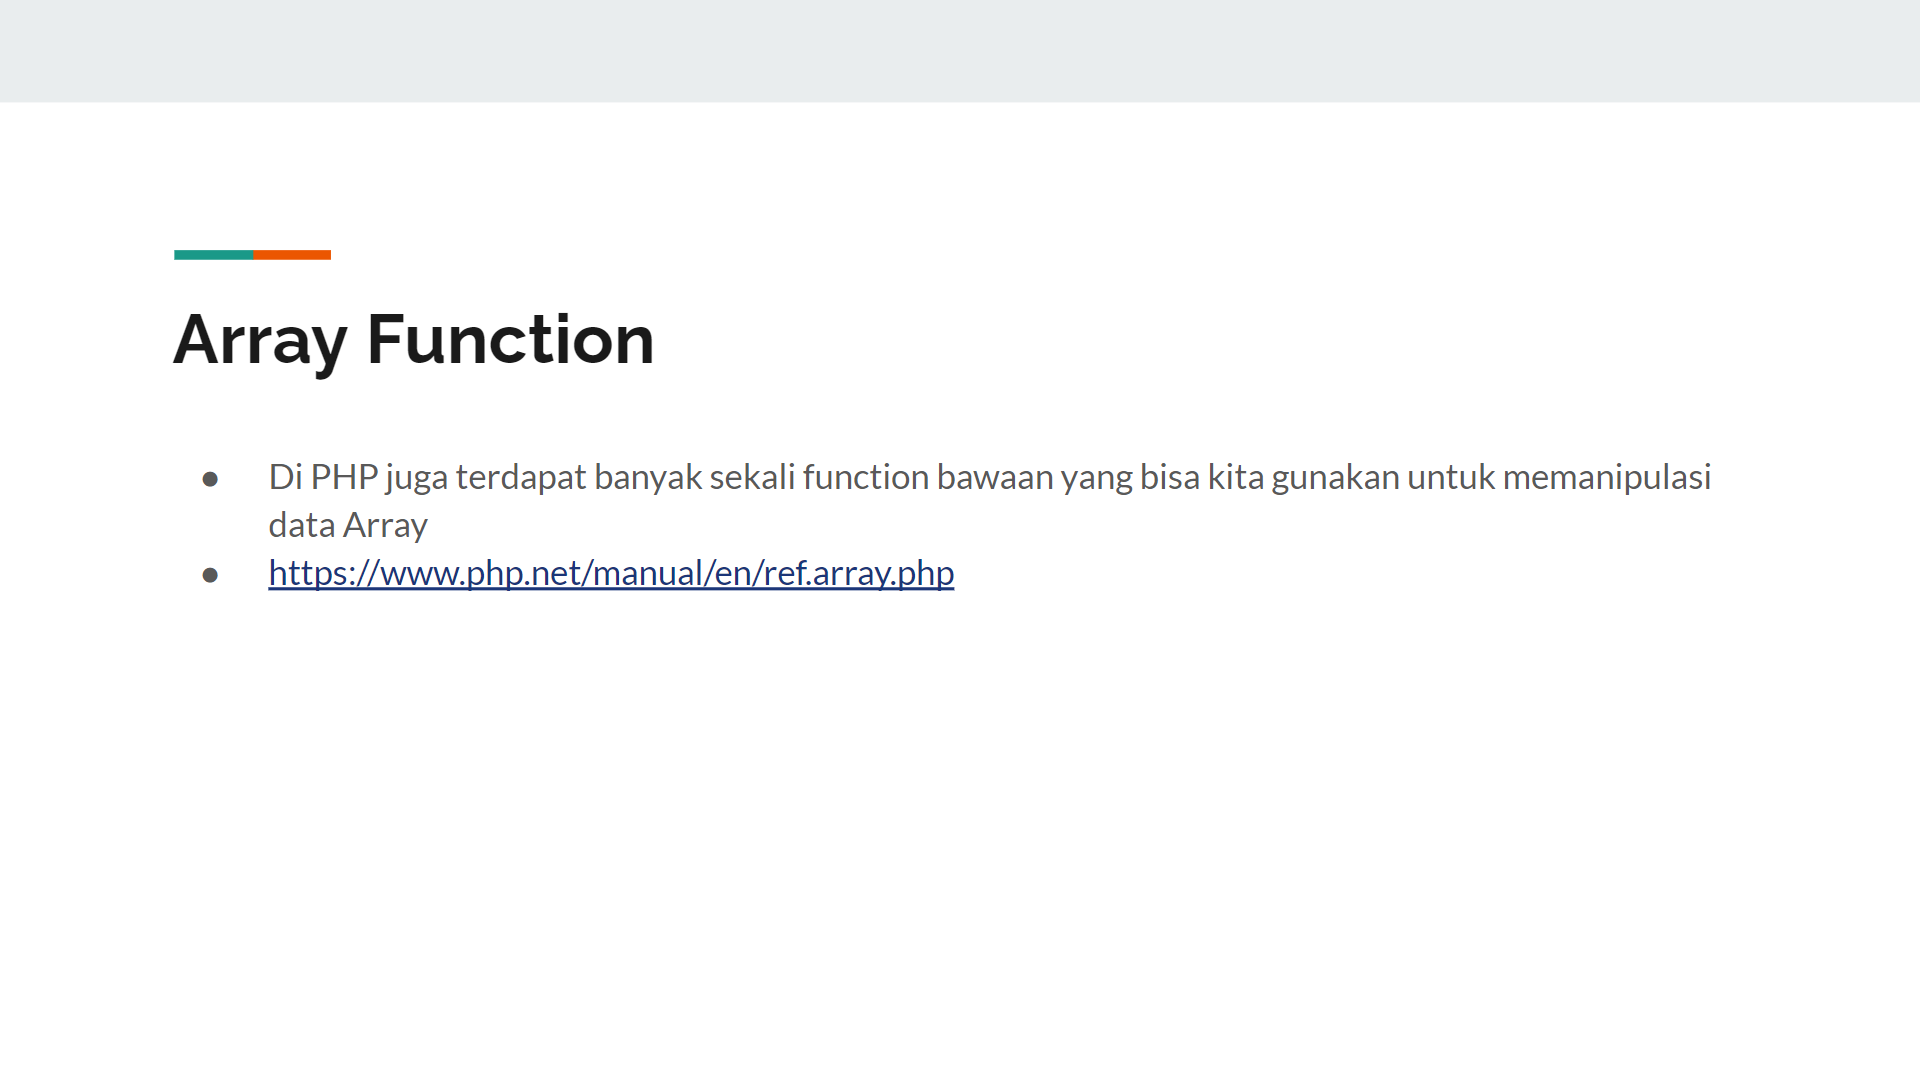 Array Function
● Di PHP juga terdapat banyak sekali function bawaan yang bisa kita gunakan untuk memanipulasi
data Array
● https://www.php.net/manual/en/ref.array.php